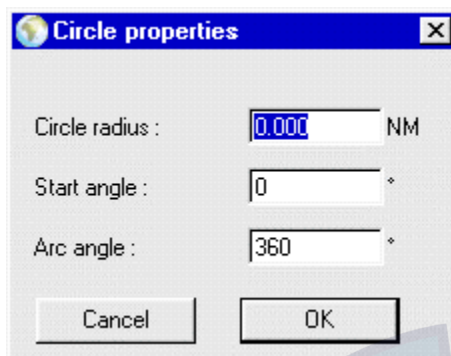 Circle properties
Circle radius : 0.000 NM
Start angle : 0 °
Arc angle : 360 °
Cancel OK